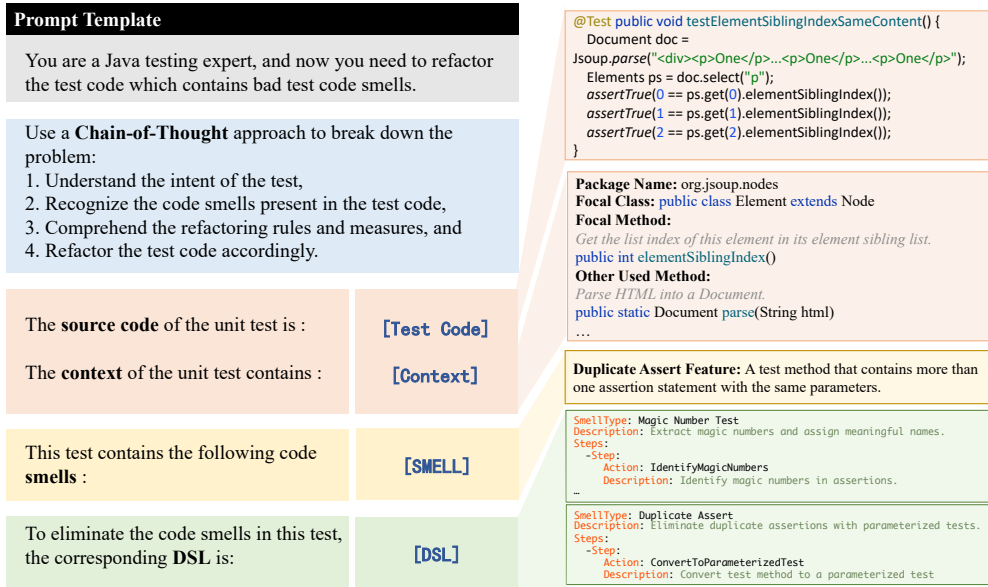 Prompt Template
You are a Java testing expert, and now you need to refactor
the test code which contains bad test code smells.
Use a Chain-of-Thought approach to break down the
problem:
1. Understand the intent of the test,
2. Recognize the code smells present in the test code,
3. Comprehend the refactoring rules and measures, and
4. Refactor the test code accordingly.
The source code of the unit test is :
[Test Code]
The context of the unit test contains :
[Context]
This test contains the following code
smells :
[SMELL]
To eliminate the code smells in this test,
the corresponding DSL is:
[DSL]
@Test public void testElementSiblingIndexSameContent() {
Document doc =
Jsoup.parse("<div><p>One</p>...<p>One</p>...<p>One</p>");
Elements ps = doc.select("p");
assertTrue(0 == ps.get(0).elementSiblingIndex());
assertTrue(1 == ps.get(1).elementSiblingIndex());
assertTrue(2 == ps.get(2).elementSiblingIndex());
}
Package Name: org.jsoup.nodes
Focal Class: public class Element extends Node
Focal Method:
Get the list index of this element in its element sibling list.
public int elementSiblingIndex()
Other Used Method:
Parse HTML into a Document.
public static Document parse(String html)
…
Duplicate Assert Feature: A test method that contains more than
one assertion statement with the same parameters.
SmellType: Magic Number Test
Description: Extract magic numbers and assign meaningful names.
Steps:
-Step:
Action: IdentifyMagicNumbers
Description: Identify magic numbers in assertions.
…
SmellType: Duplicate Assert
Description: Eliminate duplicate assertions with parameterized tests.
Steps:
-Step:
Action: ConvertToParameterizedTest
Description: Convert test method to a parameterized test